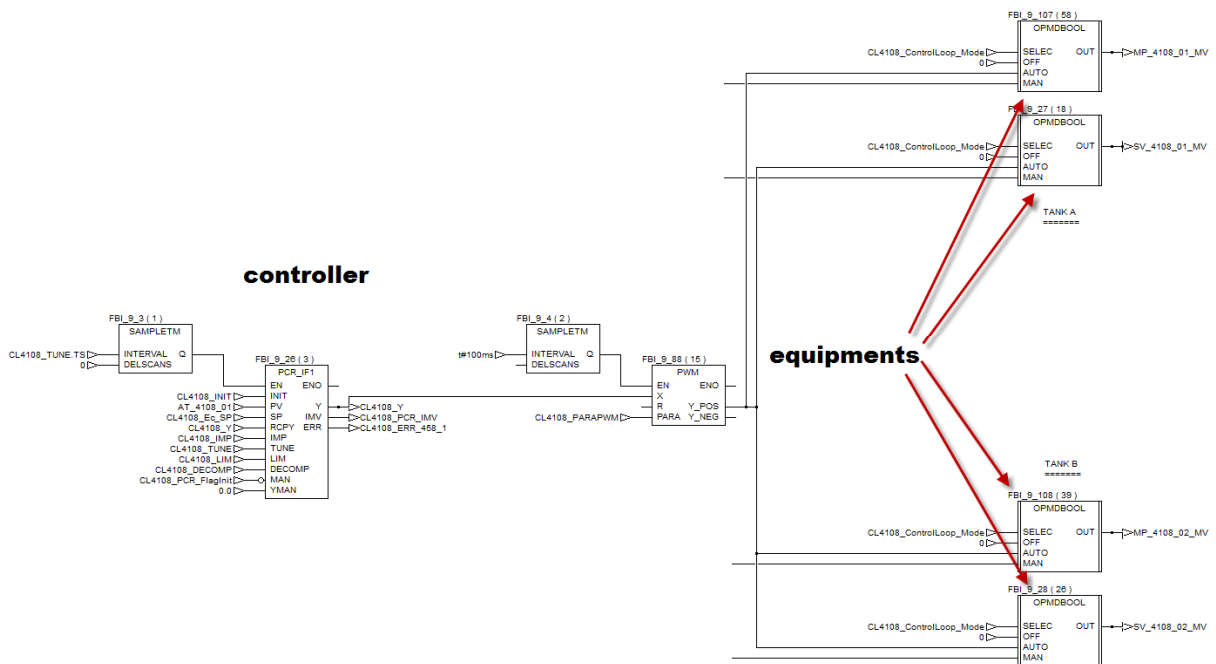 FBI_9_107 ( 58 )
OPMDBOOL
CL4108_ControlLoop_Mode SELEC OUT MP_4108_01_MV
0 OFF
AUTO
MAN
FBI_9_27 ( 18 )
OPMDBOOL
CL4108_ControlLoop_Mode SELEC OUT SV_4108_01_MV
0 OFF
AUTO
MAN
TANK A
=======
controller
FBI_9_3 ( 1 )
SAMPLETM
CL4108_TUNE.TS INTERVAL Q
0 DELSCANS
FBI_9_26 ( 3 )
PCR_IF1
EN ENO
CL4108_INIT INIT
AT_4108_01 PV Y CL4108_Y
CL4108_Ec_SP SP IMV CL4108_PCR_IMV
CL4108_Y RCPY ERR CL4108_ERR_458_1
CL4108_IMP IMP
CL4108_TUNE TUNE
CL4108_LIM LIM
CL4108_DECOMP DECOMP
CL4108_PCR_FlagInit MAN
0.0 YMAN
FBI_9_4 ( 2 )
SAMPLETM
t#100ms INTERVAL Q
DELSCANS
FBI_9_88 ( 15 )
PWM
EN ENO
X
R Y_POS
CL4108_PARAPWM PARA Y_NEG
equipments
TANK B
=======
FBI_9_108 ( 39 )
OPMDBOOL
CL4108_ControlLoop_Mode SELEC OUT MP_4108_02_MV
0 OFF
AUTO
MAN
FBI_9_28 ( 26 )
OPMDBOOL
CL4108_ControlLoop_Mode SELEC OUT SV_4108_02_MV
0 OFF
AUTO
MAN